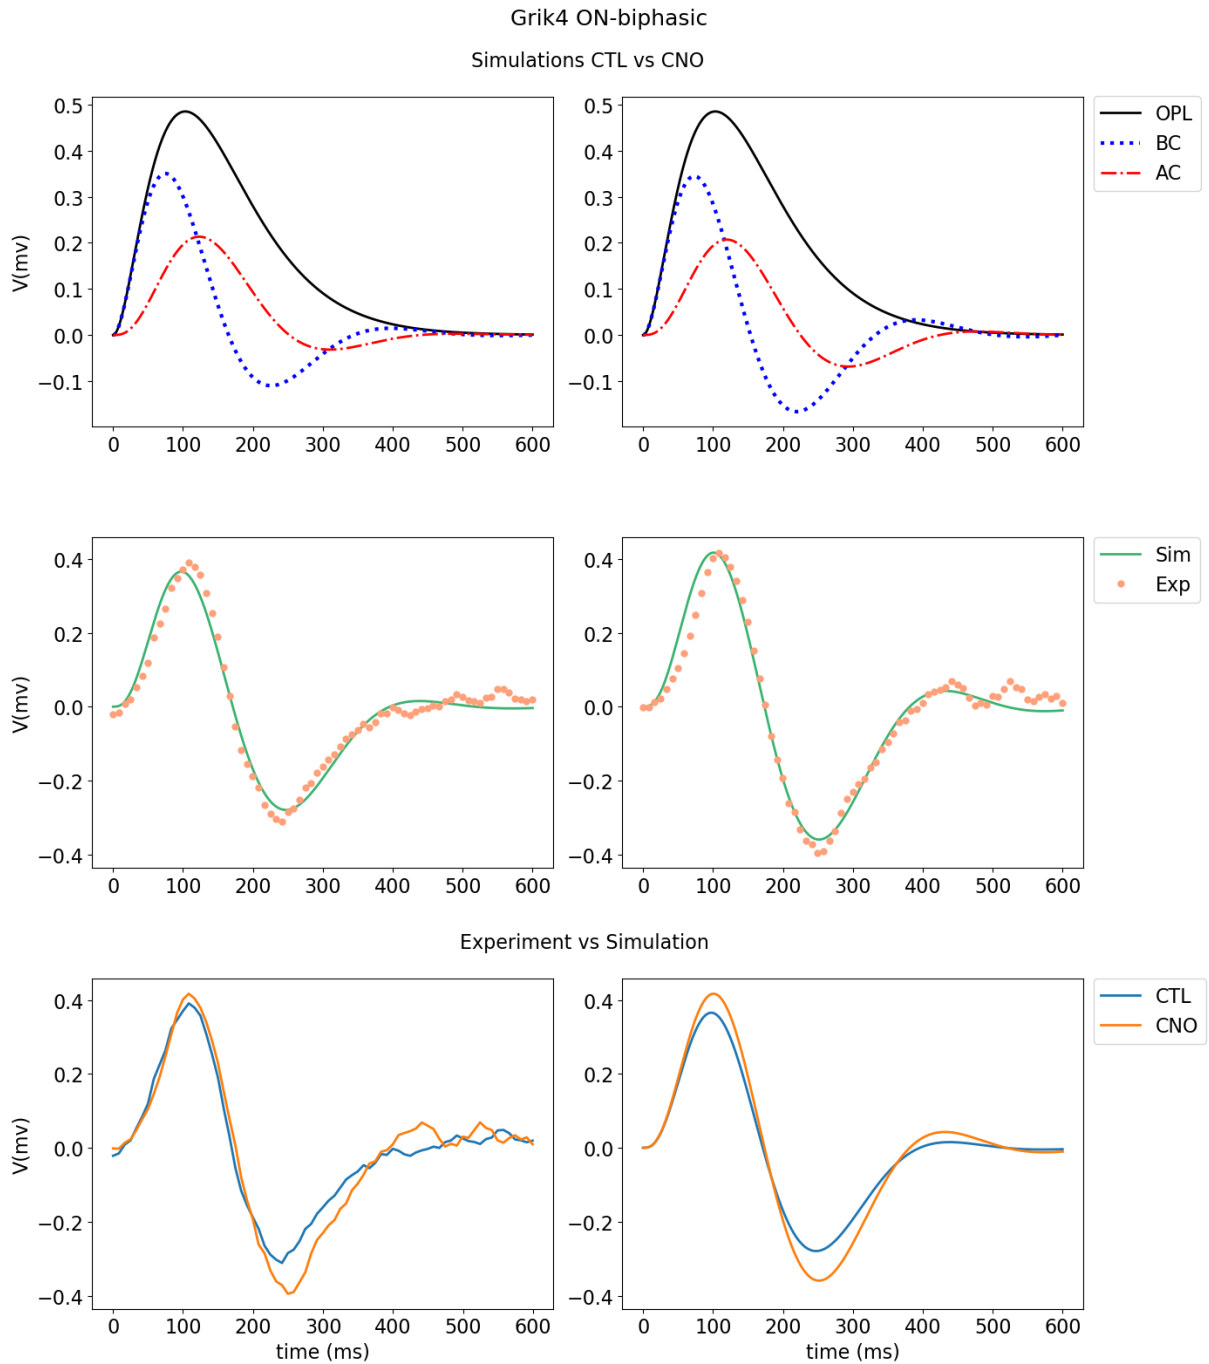 Grik4 ON-biphasic
Simulations CTL vs CNO
0.5
0.4
0.3
0.2
0.1
0.0
−0.1
V(mv)
0 100 200 300 400 500 600
0.5
0.4
0.3
0.2
0.1
0.0
−0.1
0 100 200 300 400 500 600
OPL
BC
AC
0.4
0.2
0.0
−0.2
−0.4
V(mv)
0 100 200 300 400 500 600
0.4
0.2
0.0
−0.2
−0.4
0 100 200 300 400 500 600
Sim
Exp
Experiment vs Simulation
0.4
0.2
0.0
−0.2
−0.4
V(mv)
0 100 200 300 400 500 600
time (ms)
0.4
0.2
0.0
−0.2
−0.4
0 100 200 300 400 500 600
time (ms)
CTL
CNO